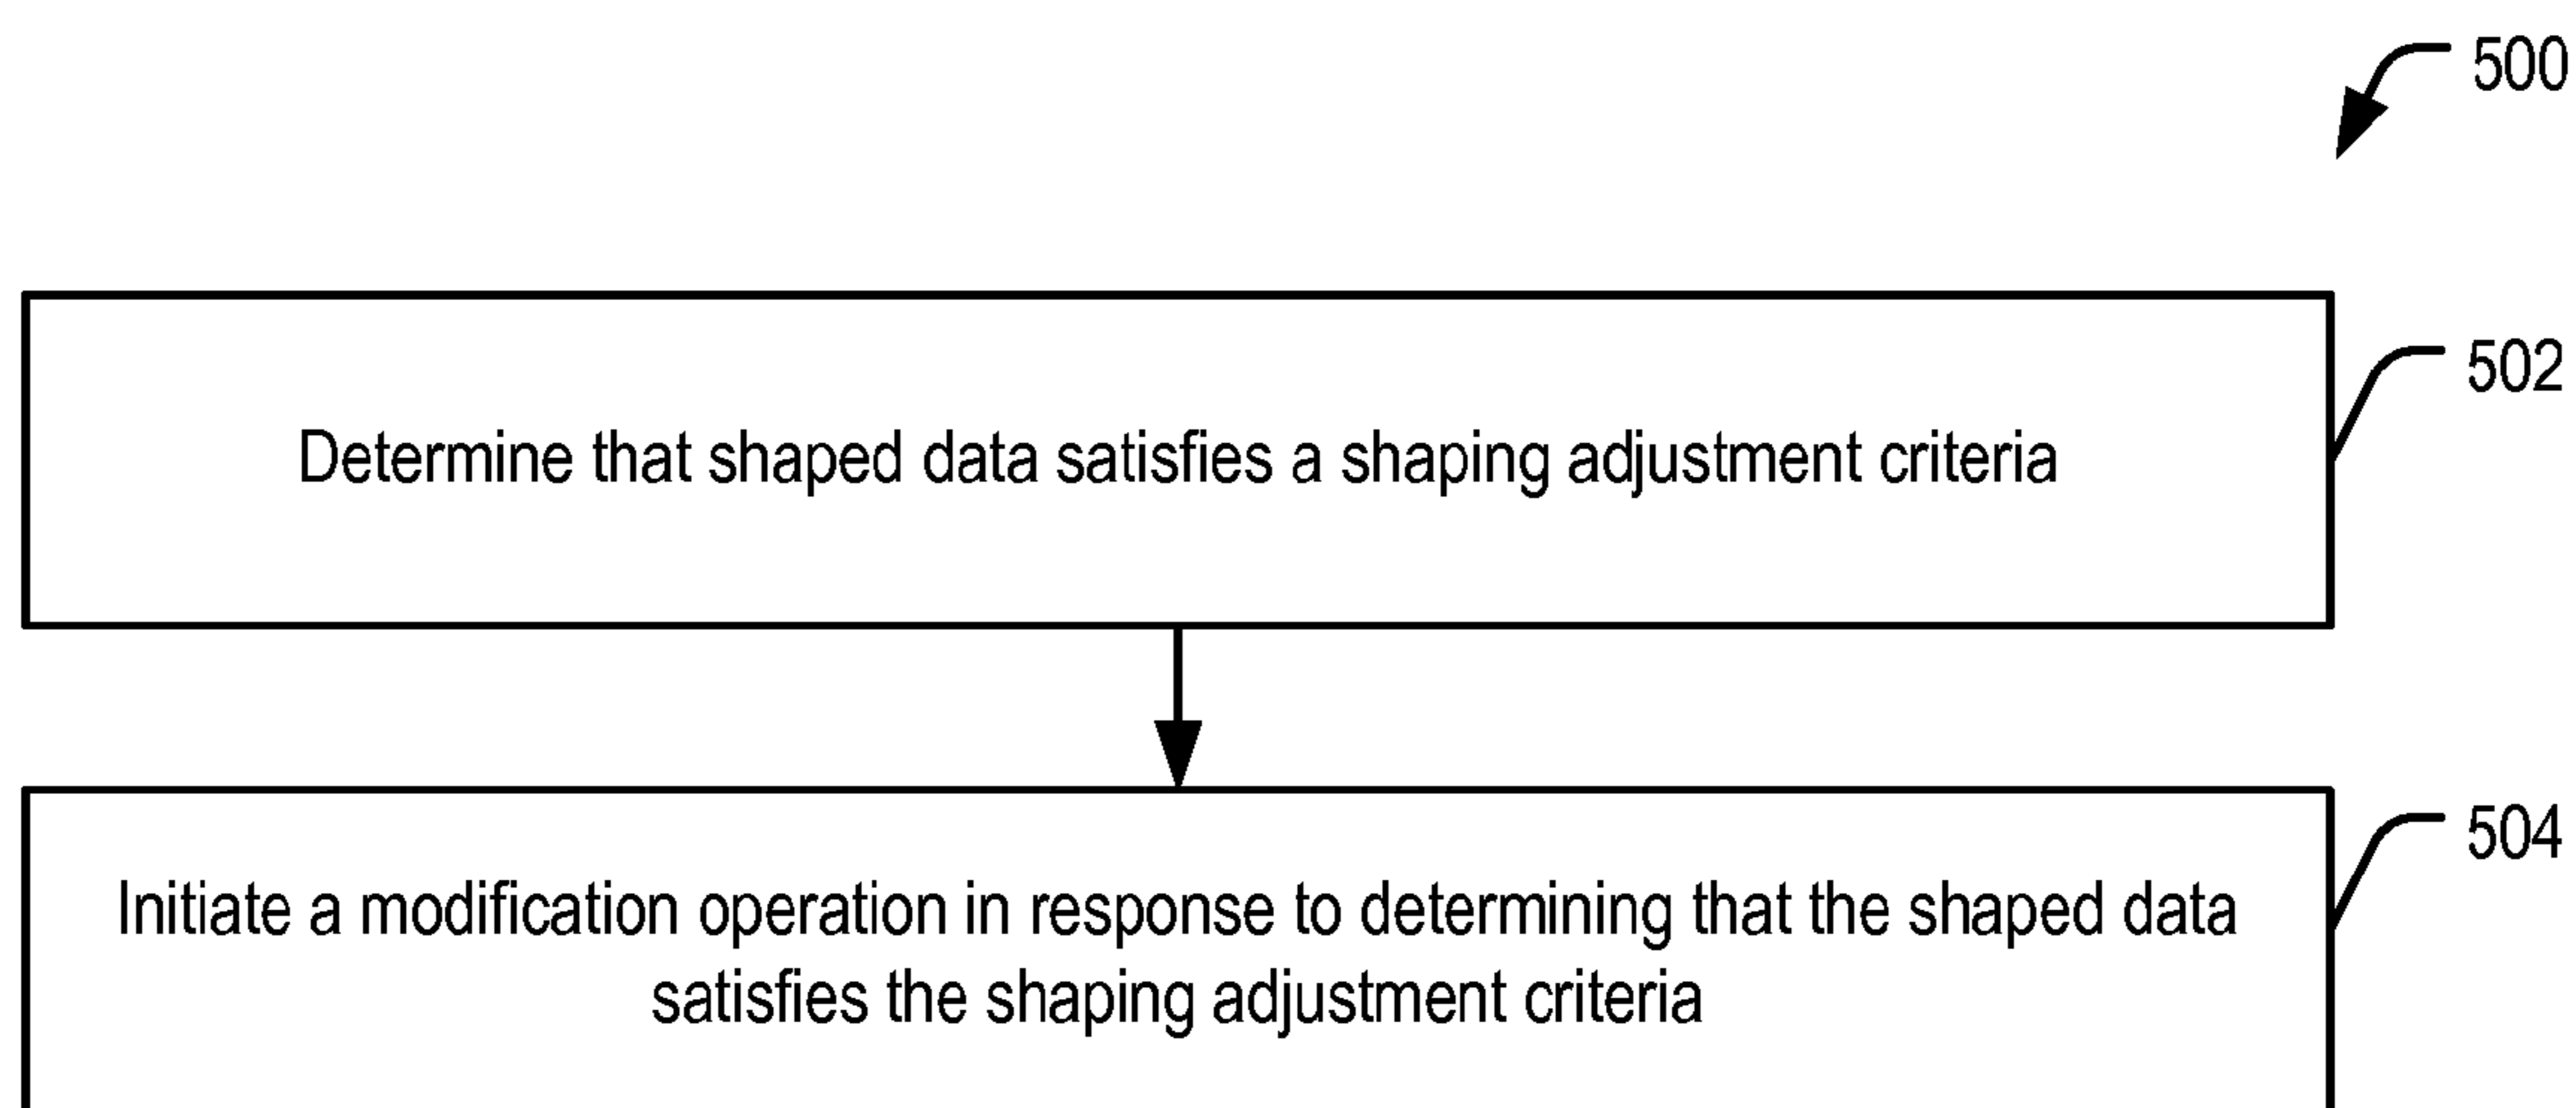 500
502
Determine that shaped data satisfies a shaping adjustment criteria
504
Initiate a modification operation in response to determining that the shaped data
satisfies the shaping adjustment criteria